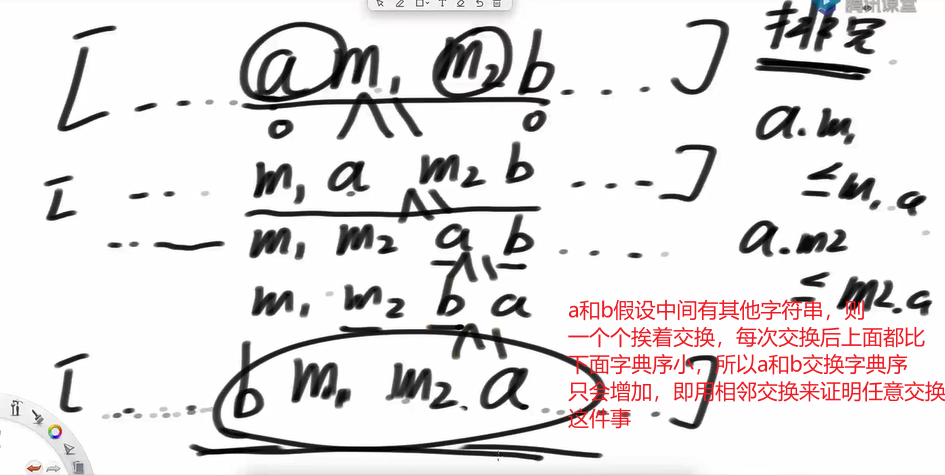 腾讯课堂
[ ..... a m₁ m₂ b ..... ] 排完
a.m₁
≤ m₁.a
[ .... m₁ a m₂ b ....]
..... m₁ m₂ a b .....
a.m2
≤ m2.a
m₁ m₂ b a
[ ..... b m₁ m₂.a ..... ]
a和b假设中间有其他字符串，则
一个个挨着交换，每次交换后上面都比
下面字典序小，所以a和b交换字典序
只会增加，即用相邻交换来证明任意交换
这件事